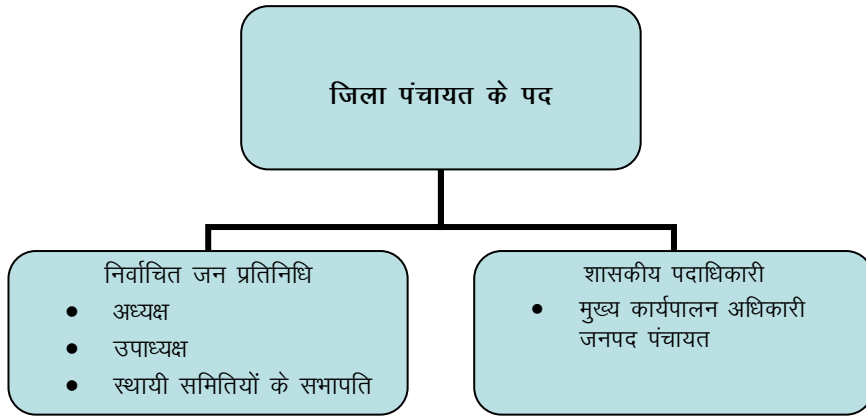 जिला पंचायत के पद
निर्वाचित जन प्रतिनिधि
• अध्यक्ष
• उपाध्यक्ष
• स्थायी समितियों के सभापति
शासकीय पदाधिकारी
• मुख्य कार्यपालन अधिकारी
जनपद पंचायत